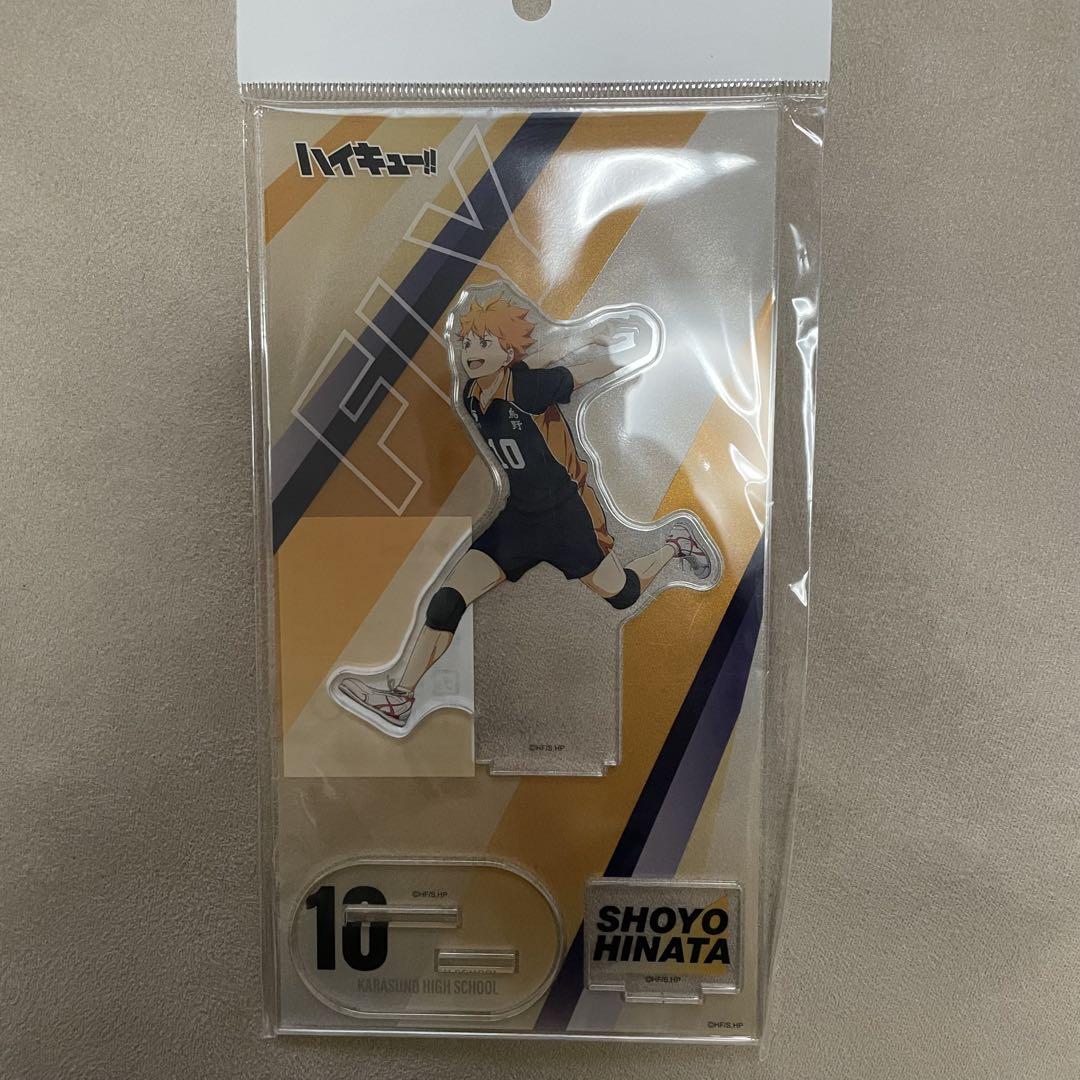 ハイキュー!!
FLY
烏野
10
©HF/S.HP
10
©HF/S.HP
KARASUNO HIGH SCHOOL
SHOYO
HINATA
©HF/S.HP
©HF/S.HP